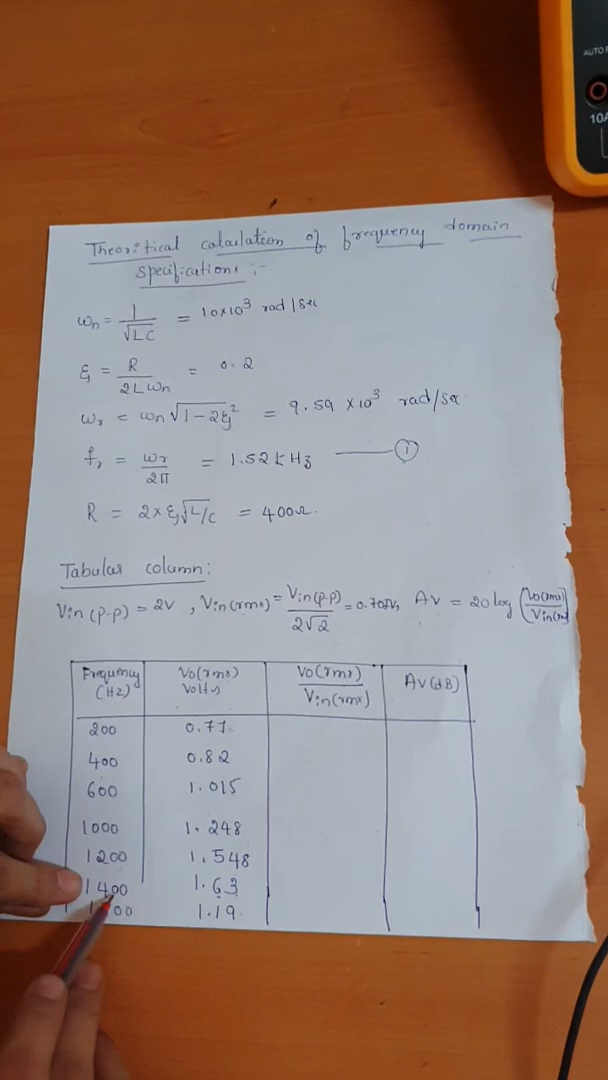 AUTO
10A
Theoritical calculation of frequency domain
specifications :-
ωn = 1/√LC = 10×10³ rad/sec
ξ = R/2Lωn = 0.2
ωr = ωn √1-2ξ² = 9.59 ×10³ rad/sec
fr = ωr/2π = 1.52 kHz ——— ①
R = 2×ξ√L/C = 400Ω.
Tabular column:
Vin(p-p) = 2V , Vin(rms) = Vin(p-p)/2√2 = 0.707V, AV = 20 log (Vo(rms)/Vin(rm
Frequency (Hz) Vo(rms) Volts Vo(rms)/Vin(rms) AV(dB)
200 0.77
400 0.82
600 1.015
1000 1.248
1200 1.548
1400 1.63
00 1.19